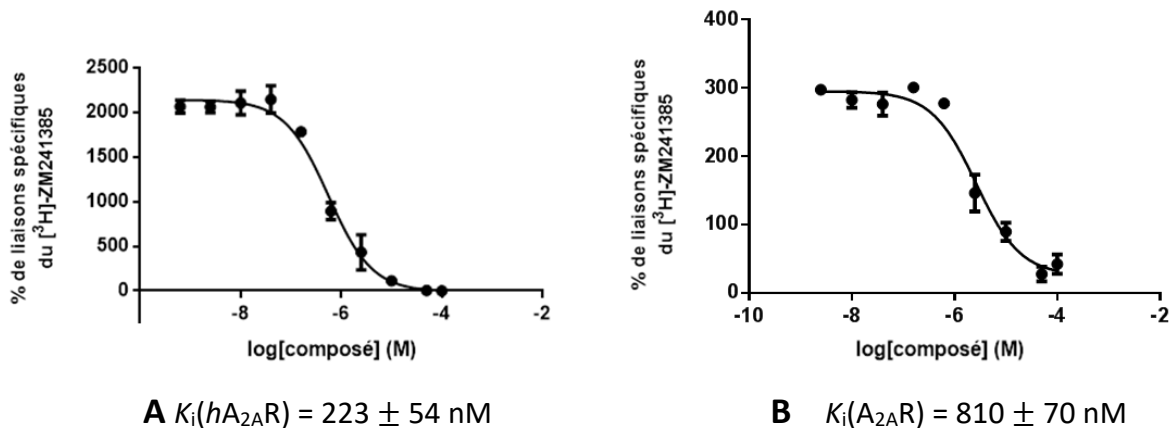 % de liaisons spécifiques
du [³H]-ZM241385
2500
2000
1500
1000
500
0
-8
-6
-4
-2
log[composé] (M)
A Kᵢ(hA₂ₐR) = 223 ± 54 nM
% de liaisons spécifiques
du [³H]-ZM241385
400
300
200
100
0
-10
-8
-6
-4
-2
log[composé] (M)
B Kᵢ(A₂ₐR) = 810 ± 70 nM